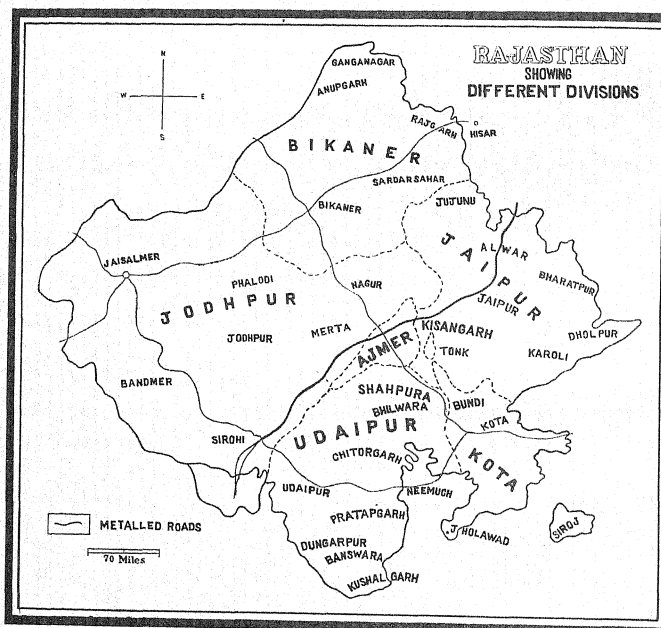 RAJASTHAN
SHOWING
DIFFERENT DIVISIONS
N
W E
S
GANGANAGAR
ANUPGARH
RAJGARH
HISAR
BIKANER
SARDARSAHAR
BIKANER
JUJUNU
JAISALMER
ALWAR
JAIPUR
BHARATPUR
PHALODI
NAGUR
JAIPUR
JODHPUR
JODHPUR
MERTA
KISANGARH
DHOLPUR
AJMER
TONK
KAROLI
BANDMER
SHAHPURA
BHILWARA
BUNDI
SIROHI
UDAIPUR
KOTA
CHITORGARH
KOTA
UDAIPUR
NEEMUCH
PRATAPGARH
METALLED ROADS
J HOLAWAD
SIROJ
DUNGARPUR
BANSWARA
70 Miles
KUSHALGARH